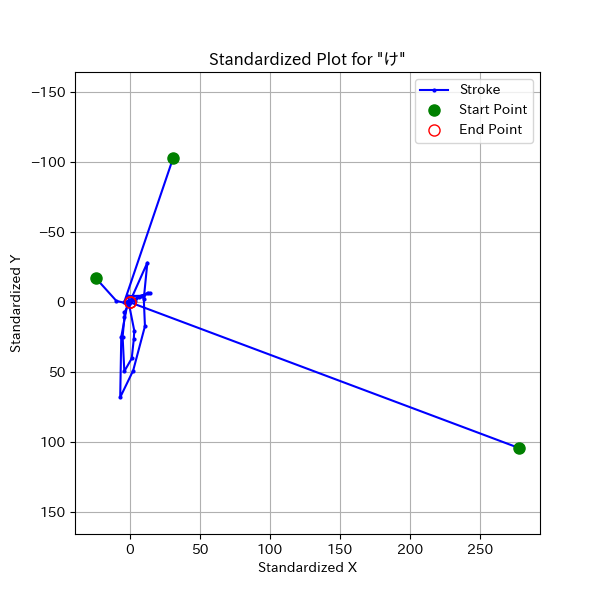 Standardized Plot for "け"
Stroke
Start Point
End Point
−150
−100
−50
0
50
100
150
Standardized Y
0
50
100
150
200
250
Standardized X